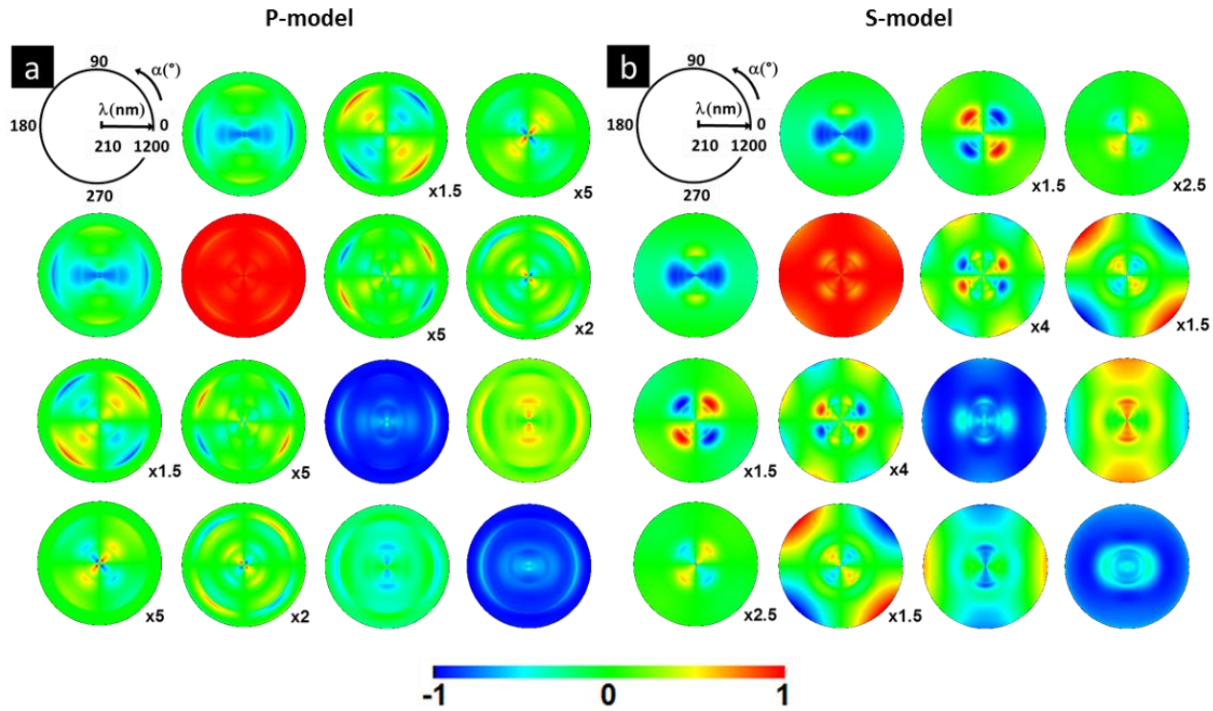 P-model
S-model
a
90
α(°)
λ(nm)
180
0
210
1200
270
x1.5
x5
b
90
α(°)
λ(nm)
180
0
210
1200
270
x1.5
x2.5
x5
x2
x4
x1.5
x1.5
x5
x1.5
x4
x5
x2
x2.5
x1.5
-1
0
1